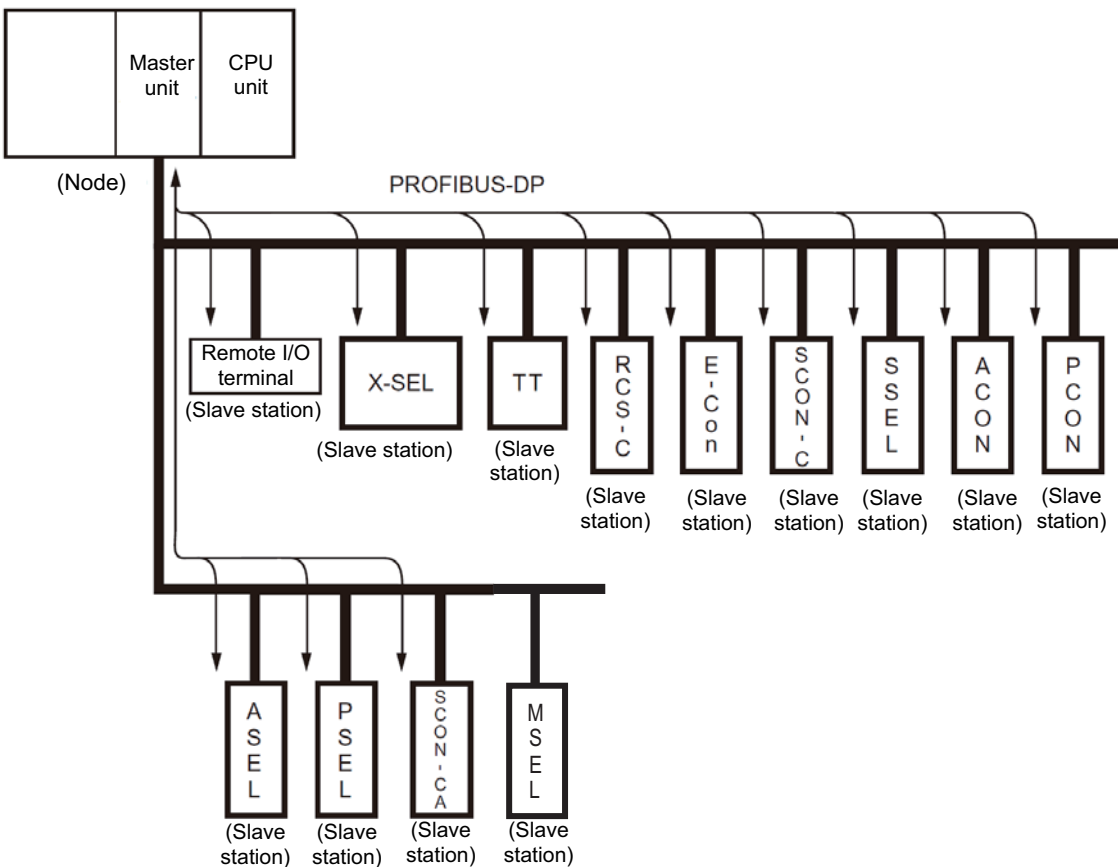 Master
unit
CPU
unit
(Node)
PROFIBUS-DP
Remote I/O
terminal
(Slave station)
X-SEL
(Slave station)
TT
(Slave
station)
RCS-C
(Slave
station)
E-Con
(Slave
station)
SCON-C
(Slave
station)
SSEL
(Slave
station)
ACON
(Slave
station)
PCON
(Slave
station)
ASEL
(Slave
station)
PSEL
(Slave
station)
SCON-CA
(Slave
station)
MSEL
(Slave
station)